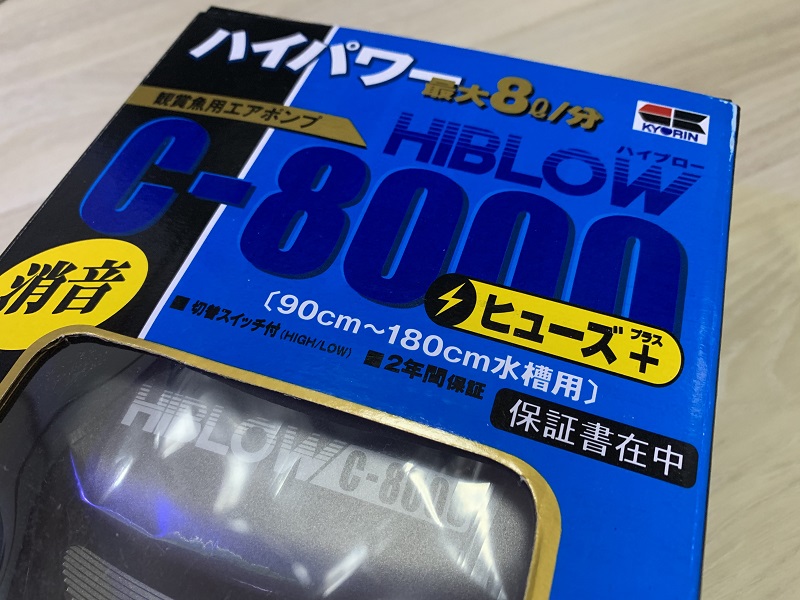 ハイパワー
最大8ℓ/分
KYORIN
観賞魚用エアポンプ
HIBLOW
ハイブロー
C-8000
消音
ヒューズ+
プラス
〔90cm〜180cm水槽用〕
■ 切替スイッチ付(HIGH/LOW) ■ 2年間保証
保証書在中
HIBLOW/C-8000